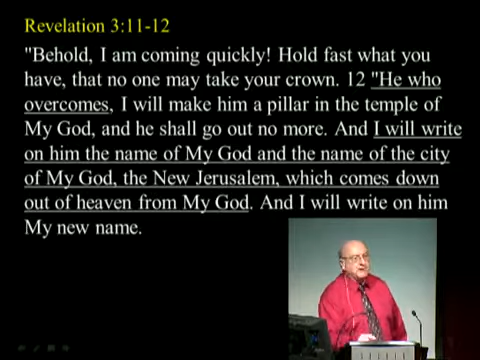 Revelation 3:11-12
"Behold, I am coming quickly! Hold fast what you
have, that no one may take your crown. 12 "He who
overcomes, I will make him a pillar in the temple of
My God, and he shall go out no more. And I will write
on him the name of My God and the name of the city
of My God, the New Jerusalem, which comes down
out of heaven from My God. And I will write on him
My new name.